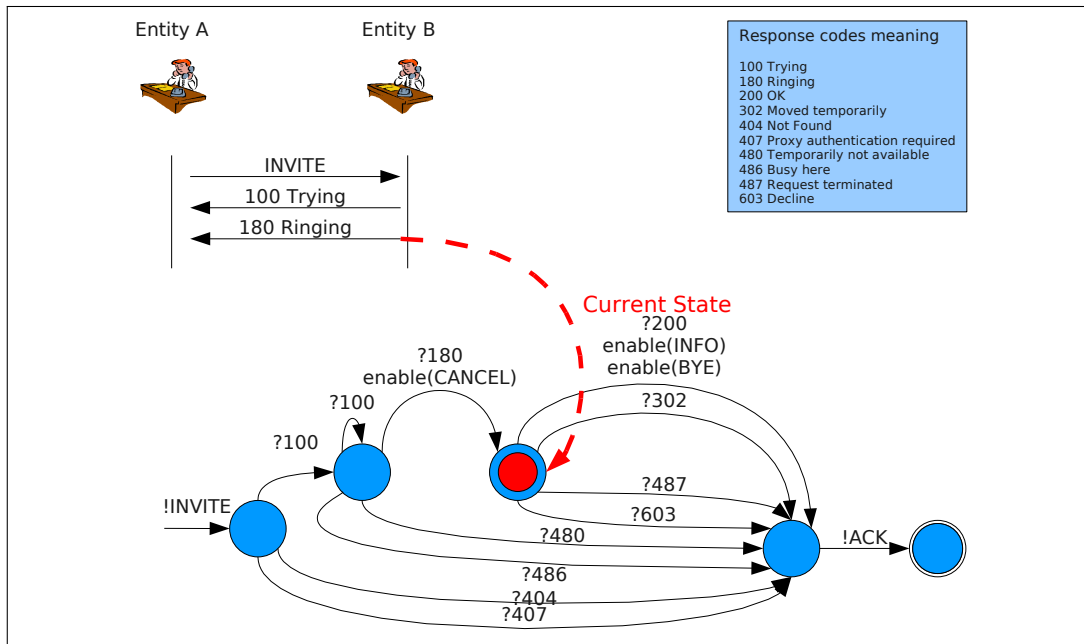 Entity A
Entity B
Response codes meaning
100 Trying
180 Ringing
200 OK
302 Moved temporarily
404 Not Found
407 Proxy authentication required
480 Temporarily not available
486 Busy here
487 Request terminated
603 Decline
INVITE
100 Trying
180 Ringing
Current State
?200
enable(INFO)
enable(BYE)
?180
enable(CANCEL)
?302
?100
?100
?487
!INVITE
?603
?480
!ACK
?486
?404
?407